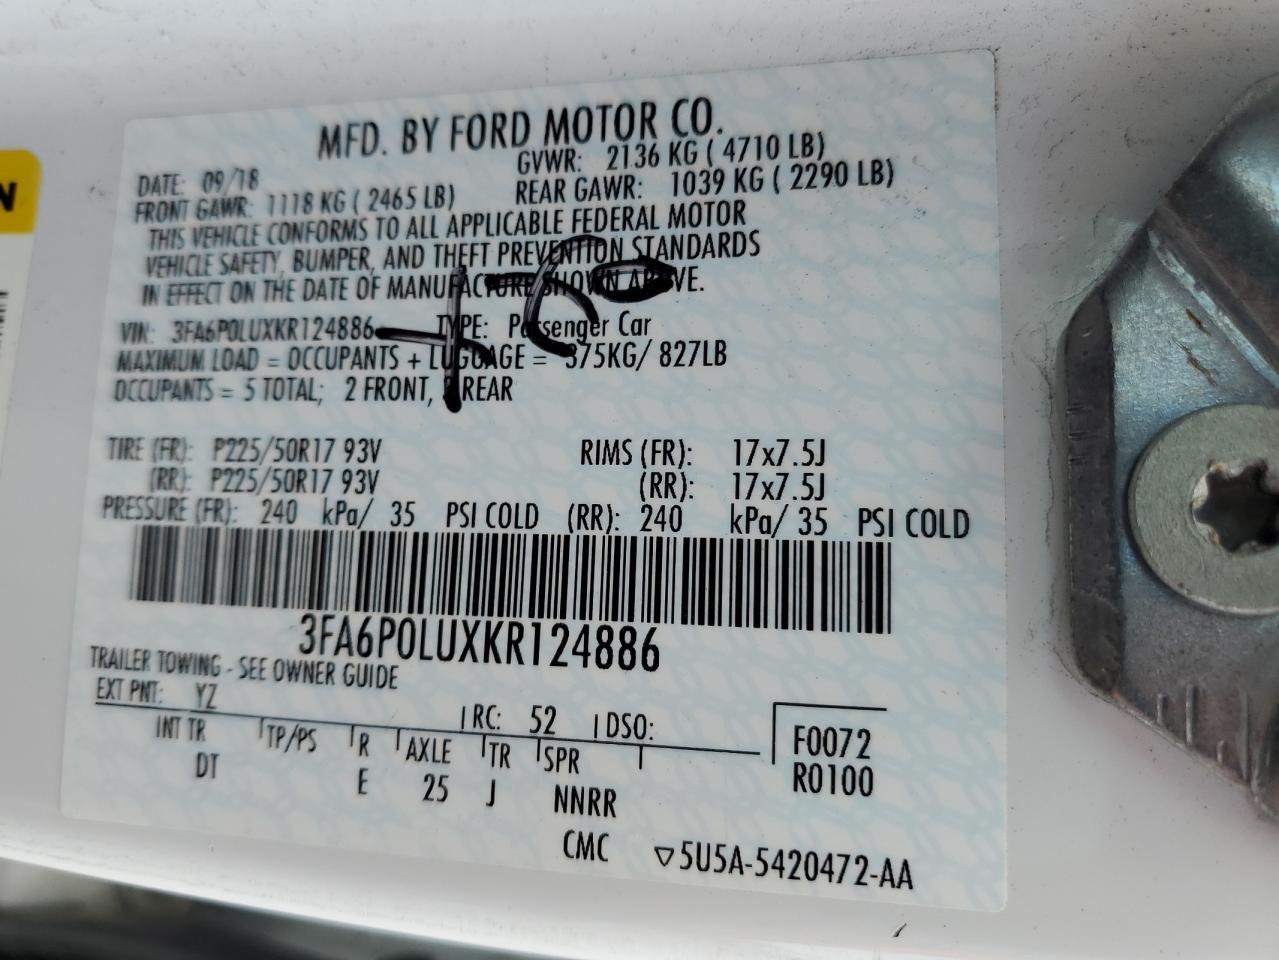 N
MFD. BY FORD MOTOR CO.
DATE: 09/18 GVWR: 2136 KG ( 4710 LB)
FRONT GAWR: 1118 KG ( 2465 LB) REAR GAWR: 1039 KG ( 2290 LB)
THIS VEHICLE CONFORMS TO ALL APPLICABLE FEDERAL MOTOR
VEHICLE SAFETY, BUMPER, AND THEFT PREVENTION STANDARDS
IN EFFECT ON THE DATE OF MANUFACTURE SHOWN ABOVE.
VIN: 3FA6P0LUXKR124886 TYPE: Passenger Car
MAXIMUM LOAD = OCCUPANTS + LUGGAGE = 375KG/ 827LB
OCCUPANTS = 5 TOTAL; 2 FRONT, 3 REAR
TIRE (FR): P225/50R17 93V RIMS (FR): 17x7.5J
(RR): P225/50R17 93V (RR): 17x7.5J
PRESSURE (FR): 240 kPa/ 35 PSI COLD (RR): 240 kPa/ 35 PSI COLD
3FA6P0LUXKR124886
TRAILER TOWING - SEE OWNER GUIDE
EXT PNT: YZ RC: 52 DSO:
INT TR TP/PS R AXLE TR SPR F0072
DT E 25 J NNRR R0100
CMC ▽5U5A-5420472-AA